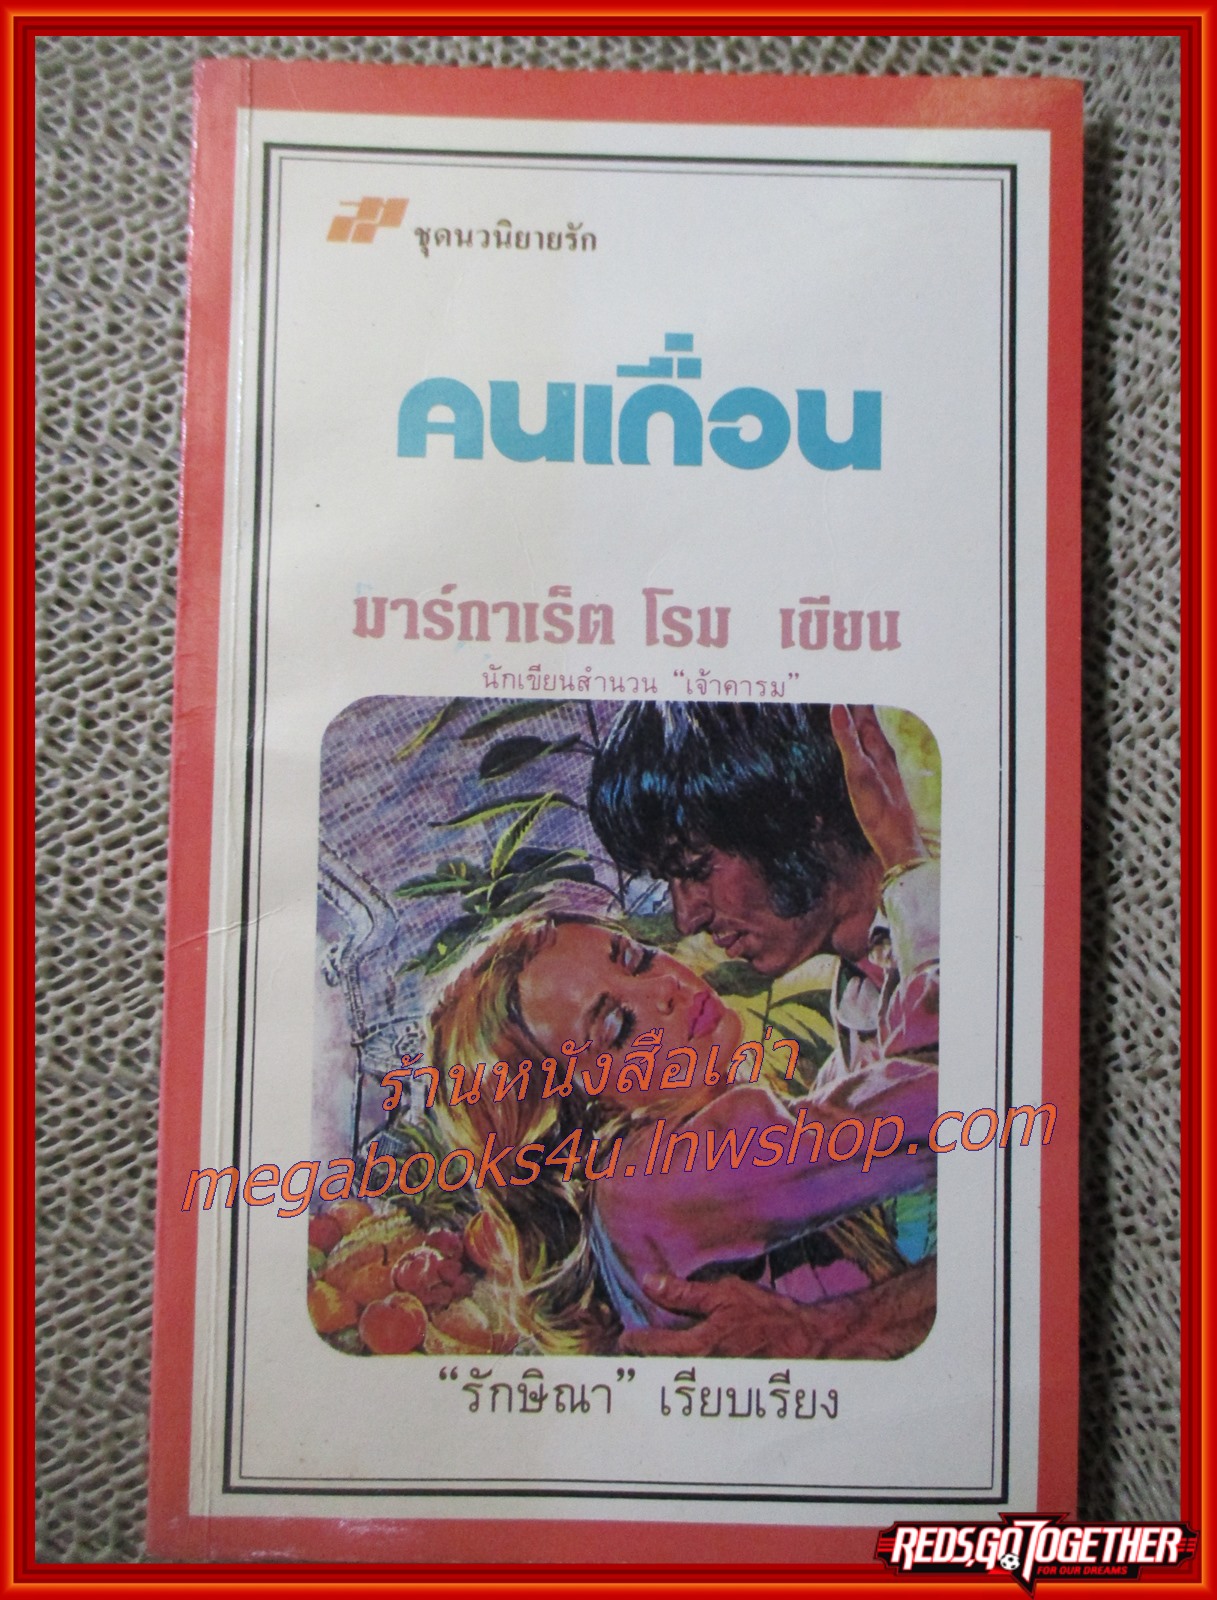 ชุดนวนิยายรัก
คนเถื่อน
มาร์กาเร็ต โรม เขียน
นักเขียนสำนวน “เจ้าคารม”
ร้านหนังสือเก่า
megabooks4u.lnwshop.com
“รักษิณา” เรียบเรียง
REDS,GO TOGETHER
FOR OUR DREAMS